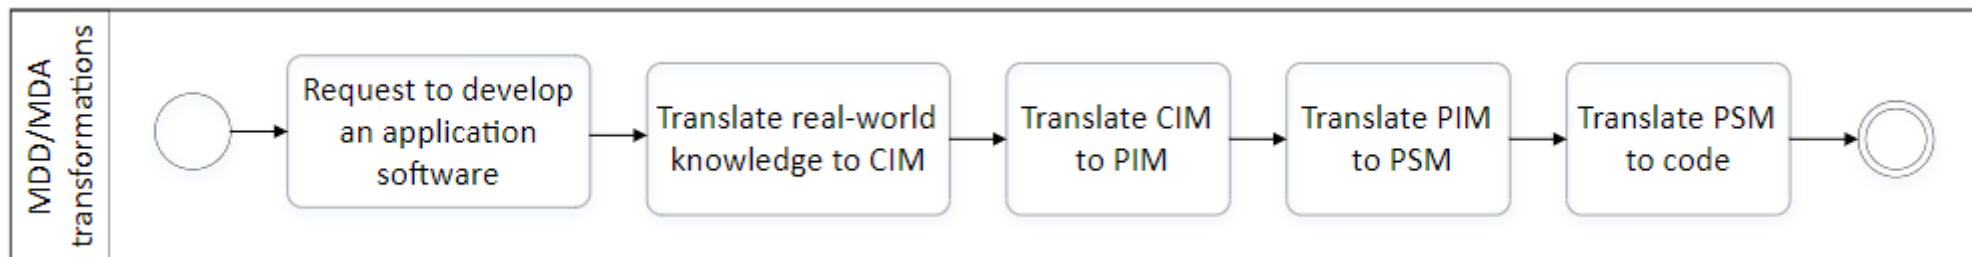 MDD/MDA
transformations
Request to develop
an application
software
Translate real-world
knowledge to CIM
Translate CIM
to PIM
Translate PIM
to PSM
Translate PSM
to code